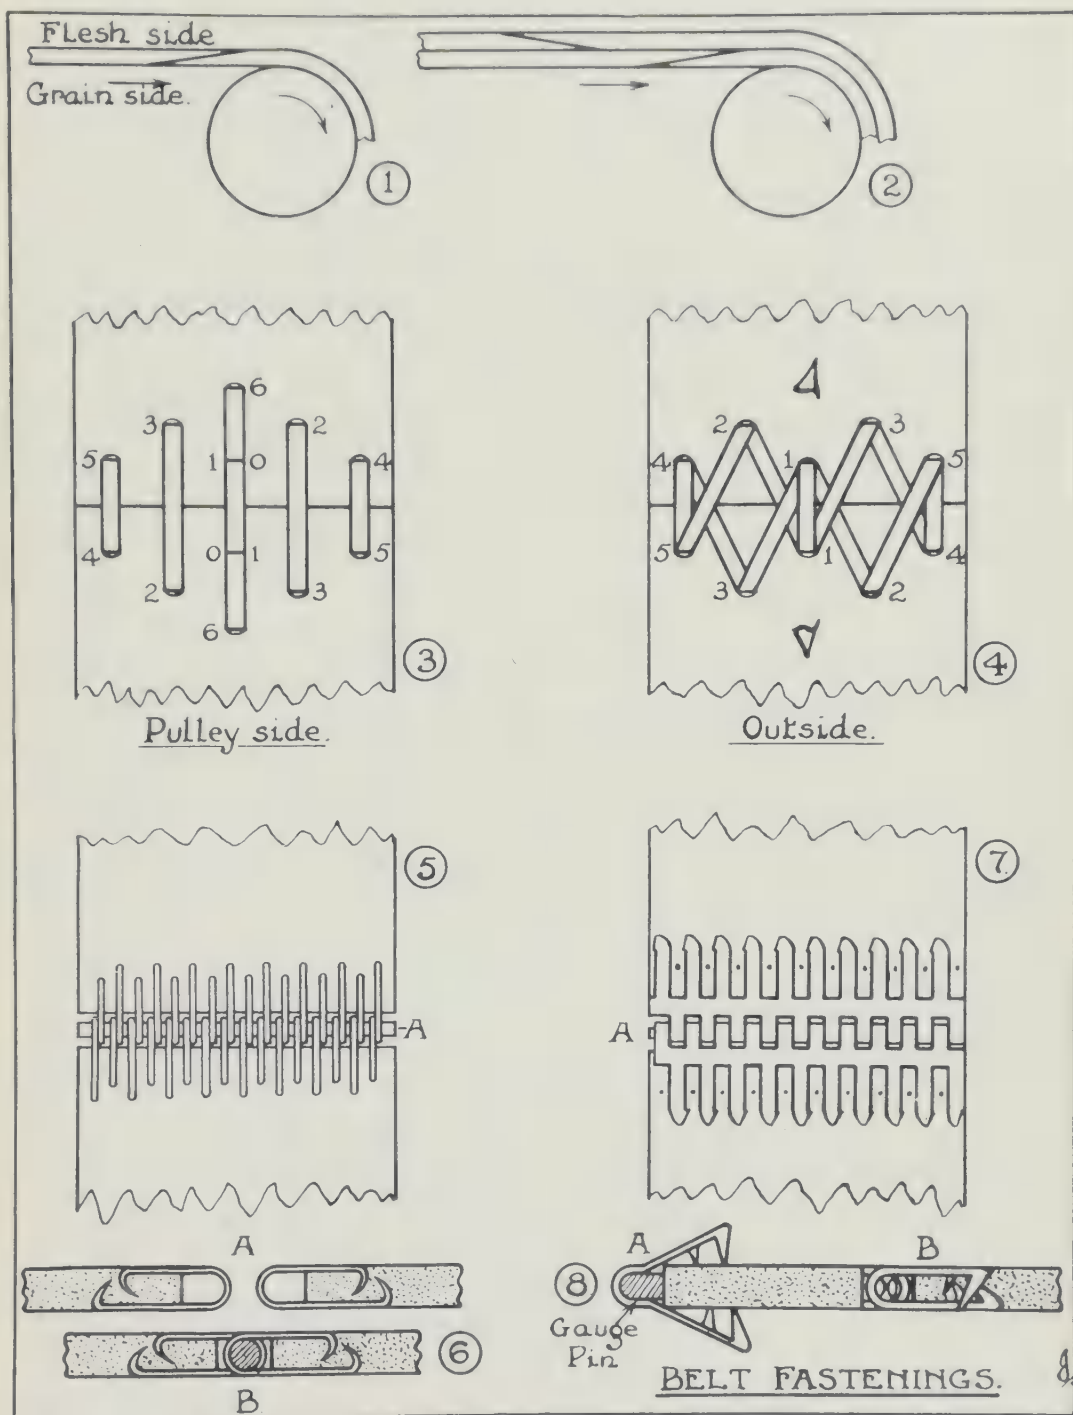 Flesh side
Grain side.
1
2
6
3 2
5 1 0 4
4 0 1 5
2 3
6
3
Pulley side.
2 3
4 1 5
5 1 4
3 2
4
Outside.
5
A
7
A
A
6
B
8
A
B
Gauge
Pin
BELT FASTENINGS.